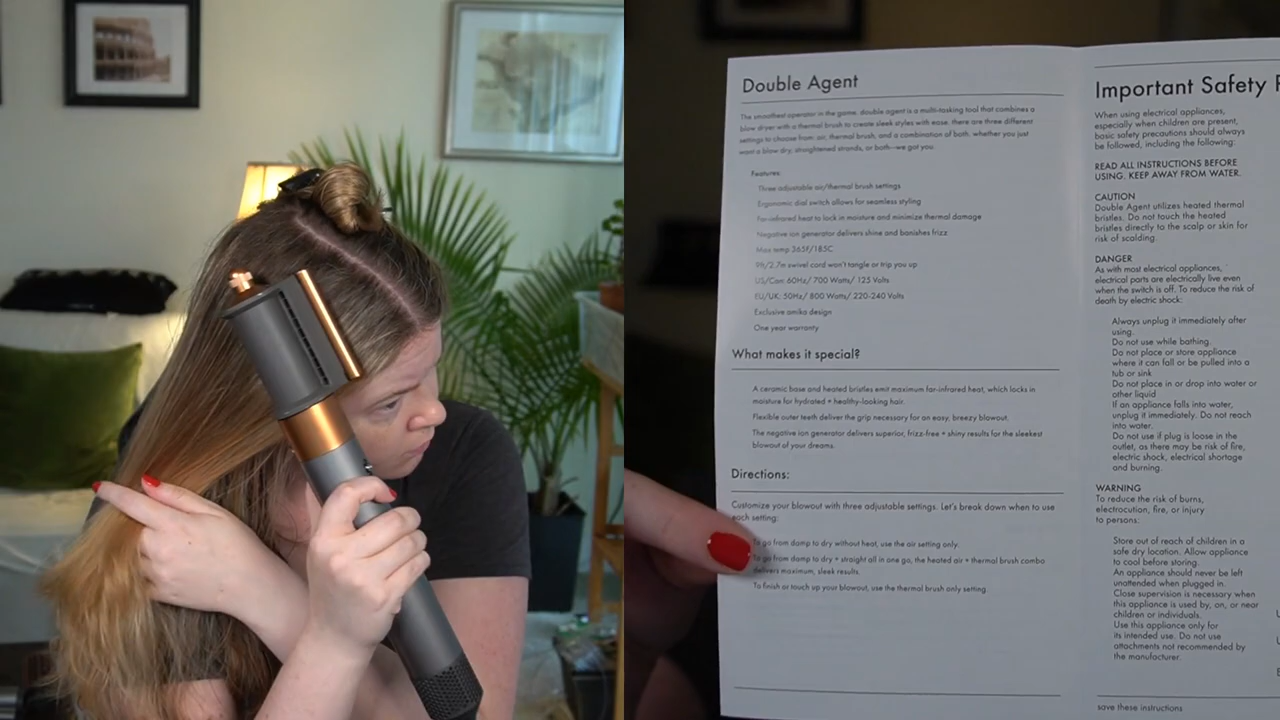 Double Agent
The smoothest operator in the game, double agent is a multi-tasking tool that combines a
blow dryer with a thermal brush to create sleek styles with ease. there are three different
settings to choose from: air, thermal brush, and a combination of both. whether you just
want a blow dry, straightened strands, or both—we got you.
Features:
Three adjustable air/thermal brush settings
Ergonomic dial switch allows for seamless styling
Far-infrared heat to lock in moisture and minimize thermal damage
Negative ion generator delivers shine and banishes frizz
Max temp 365F/185C
9ft/2.7m swivel cord won't tangle or trip you up
US/Can: 60Hz/ 700 Watts/ 125 Volts
EU/UK: 50Hz/ 800 Watts/ 220-240 Volts
Exclusive amika design
One year warranty
What makes it special?
A ceramic base and heated bristles emit maximum far-infrared heat, which locks in
moisture for hydrated + healthy-looking hair.
Flexible outer teeth deliver the grip necessary for an easy, breezy blowout.
The negative ion generator delivers superior, frizz-free + shiny results for the sleekest
blowout of your dreams.
Directions:
Customize your blowout with three adjustable settings. Let's break down when to use
each setting:
To go from damp to dry without heat, use the air setting only.
To go from damp to dry + straight all in one go, the heated air + thermal brush combo
delivers maximum, sleek results.
To finish or touch up your blowout, use the thermal brush only setting.
Important Safety
When using electrical appliances,
especially when children are present,
basic safety precautions should always
be followed, including the following:
READ ALL INSTRUCTIONS BEFORE
USING. KEEP AWAY FROM WATER.
CAUTION
Double Agent utilizes heated thermal
bristles. Do not touch the heated
bristles directly to the scalp or skin for
risk of scalding.
DANGER
As with most electrical appliances,
electrical parts are electrically live even
when the switch is off. To reduce the risk of
death by electric shock:
Always unplug it immediately after
using.
Do not use while bathing.
Do not place or store appliance
where it can fall or be pulled into a
tub or sink
Do not place in or drop into water or
other liquid
If an appliance falls into water,
unplug it immediately. Do not reach
into water.
Do not use if plug is loose in the
outlet, as there may be risk of fire,
electric shock, electrical shortage
and burning.
WARNING
To reduce the risk of burns,
electrocution, fire, or injury
to persons:
Store out of reach of children in a
safe dry location. Allow appliance
to cool before storing.
An appliance should never be left
unattended when plugged in.
Close supervision is necessary when
this appliance is used by, on, or near
children or individuals.
Use this appliance only for
its intended use. Do not use
attachments not recommended by
the manufacturer.
save these instructions